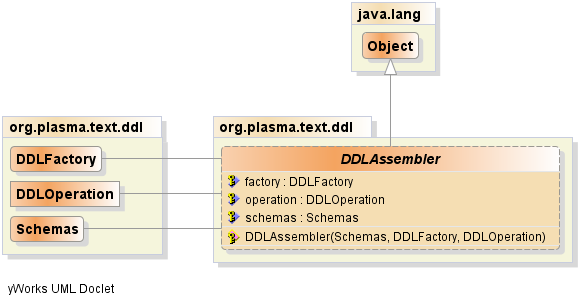 java.lang
Object
org.plasma.text.ddl
DDLFactory
DDLOperation
Schemas
org.plasma.text.ddl
DDLAssembler
factory : DDLFactory
operation : DDLOperation
schemas : Schemas
DDLAssembler(Schemas, DDLFactory, DDLOperation)
yWorks UML Doclet